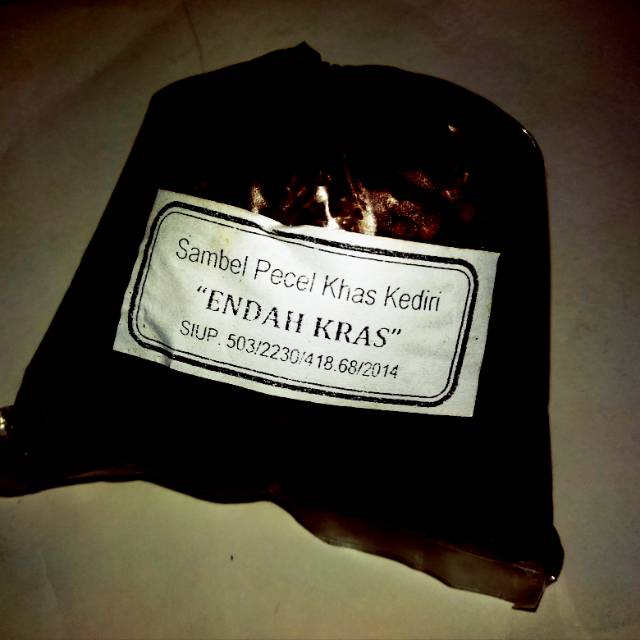 Sambel Pecel Khas Kediri
"ENDAH KRAS"
SIUP. 503/2230/418.68/2014